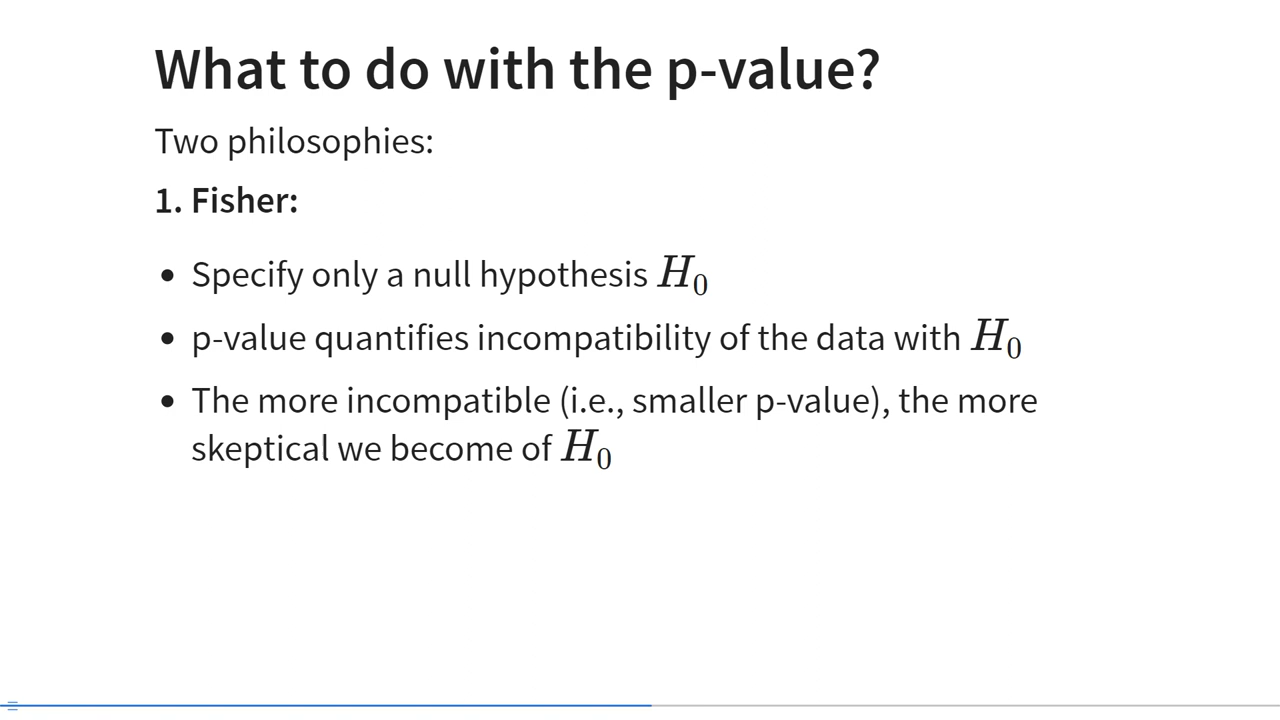 What to do with the p-value?
Two philosophies:
1. Fisher:
• Specify only a null hypothesis H₀
• p-value quantifies incompatibility of the data with H₀
• The more incompatible (i.e., smaller p-value), the more
skeptical we become of H₀